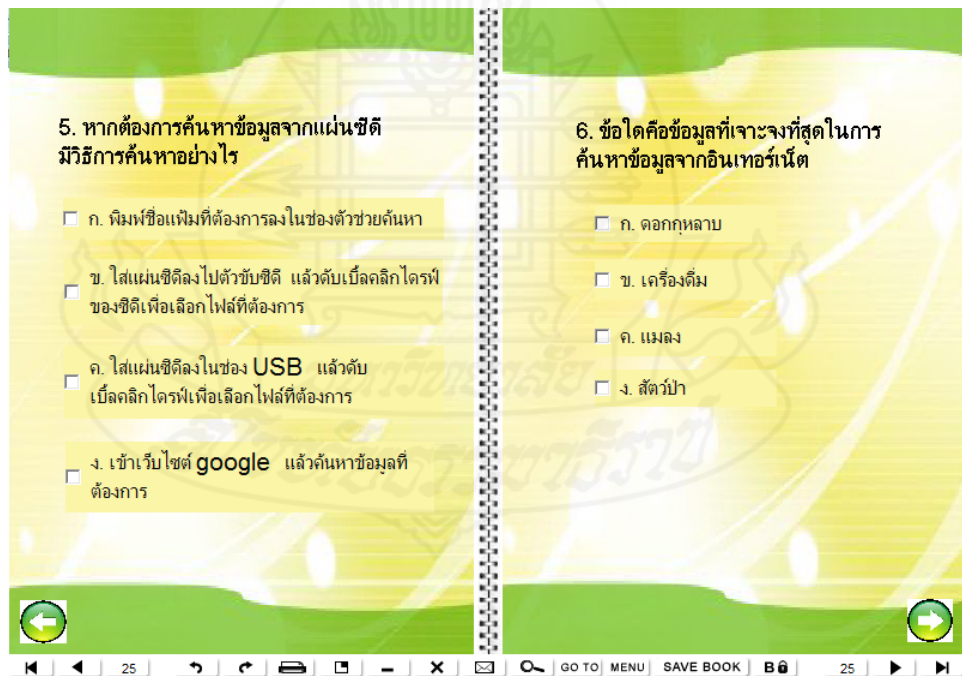 5. หากต้องการค้นหาข้อมูลจากแผ่นซีดี
มีวิธีการค้นหาอย่างไร
ก. พิมพ์ชื่อแฟ้มที่ต้องการลงในช่องตัวช่วยค้นหา
ข. ใส่แผ่นซีดีลงไปตัวขับซีดี แล้วดับเบิ้ลคลิกไดรฟ์
ของซีดีเพื่อเลือกไฟล์ที่ต้องการ
ค. ใส่แผ่นซีดีลงในช่อง USB แล้วดับ
เบิ้ลคลิกไดรฟ์เพื่อเลือกไฟล์ที่ต้องการ
ง. เข้าเว็บไซต์ google แล้วค้นหาข้อมูลที่
ต้องการ
6. ข้อใดคือข้อมูลที่เจาะจงที่สุดในการ
ค้นหาข้อมูลจากอินเทอร์เน็ต
ก. ดอกกุหลาบ
ข. เครื่องดื่ม
ค. แมลง
ง. สัตว์ป่า
25
GO TO MENU SAVE BOOK B 25